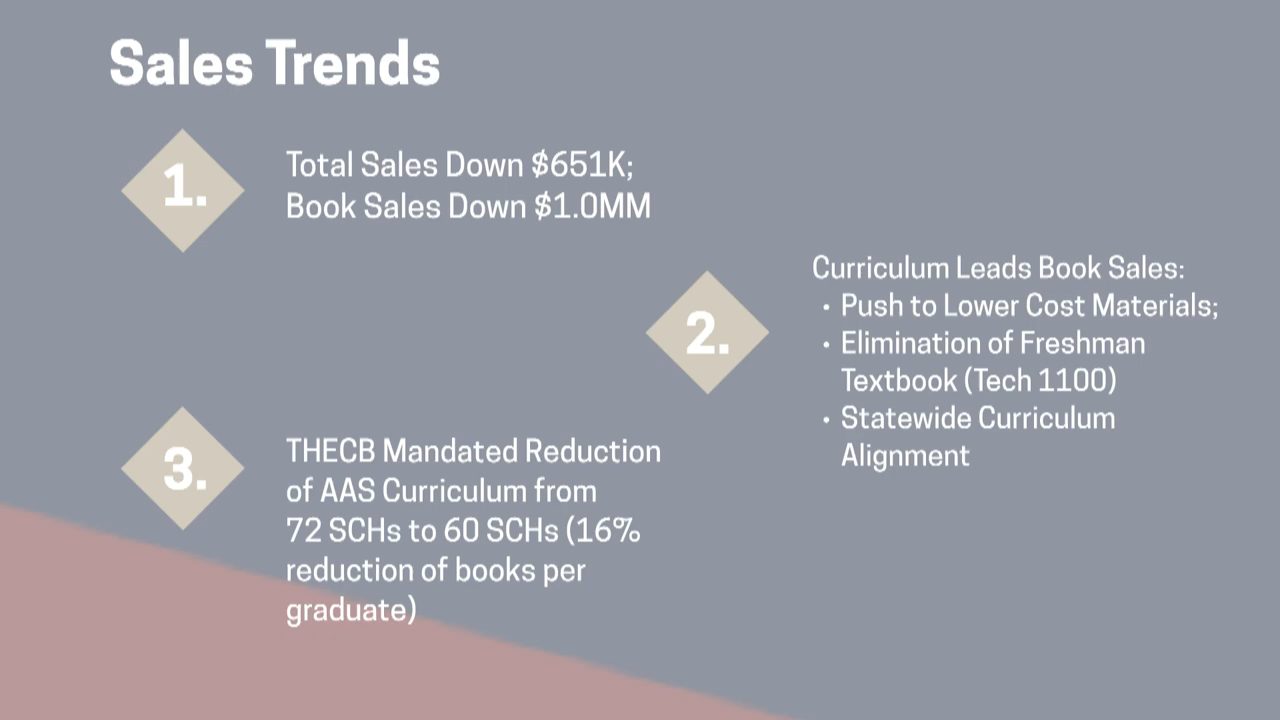 Sales Trends
1.
Total Sales Down $651K;
Book Sales Down $1.0MM
2.
Curriculum Leads Book Sales:
• Push to Lower Cost Materials;
• Elimination of Freshman
Textbook (Tech 1100)
• Statewide Curriculum
Alignment
3.
THECB Mandated Reduction
of AAS Curriculum from
72 SCHs to 60 SCHs (16%
reduction of books per
graduate)